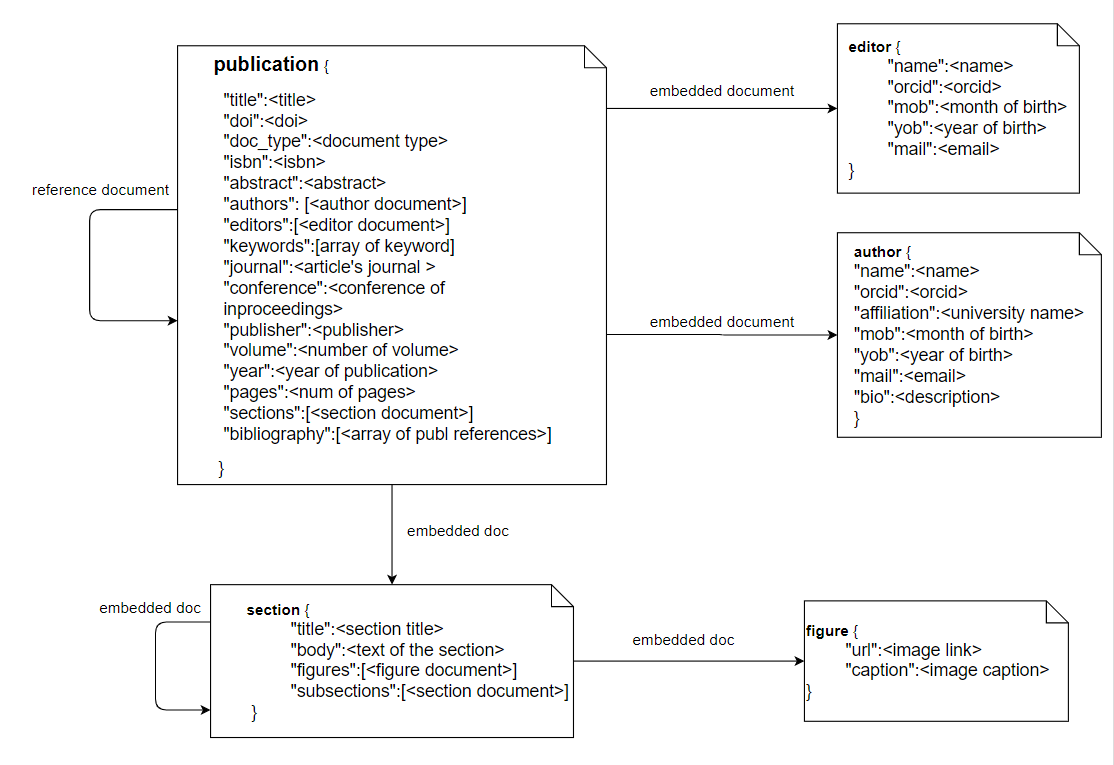 publication {
"title":<title>
"doi":<doi>
"doc_type":<document type>
"isbn":<isbn>
"abstract":<abstract>
"authors": [<author document>]
"editors":[<editor document>]
"keywords":[array of keyword]
"journal":<article's journal >
"conference":<conference of
inproceedings>
"publisher":<publisher>
"volume":<number of volume>
"year":<year of publication>
"pages":<num of pages>
"sections":[<section document>]
"bibliography":[<array of publ references>]
}
reference document
embedded document
editor {
"name":<name>
"orcid":<orcid>
"mob":<month of birth>
"yob":<year of birth>
"mail":<email>
}
embedded document
author {
"name":<name>
"orcid":<orcid>
"affiliation":<university name>
"mob":<month of birth>
"yob":<year of birth>
"mail":<email>
"bio":<description>
}
embedded doc
embedded doc
section {
"title":<section title>
"body":<text of the section>
"figures":[<figure document>]
"subsections":[<section document>]
}
embedded doc
figure {
"url":<image link>
"caption":<image caption>
}